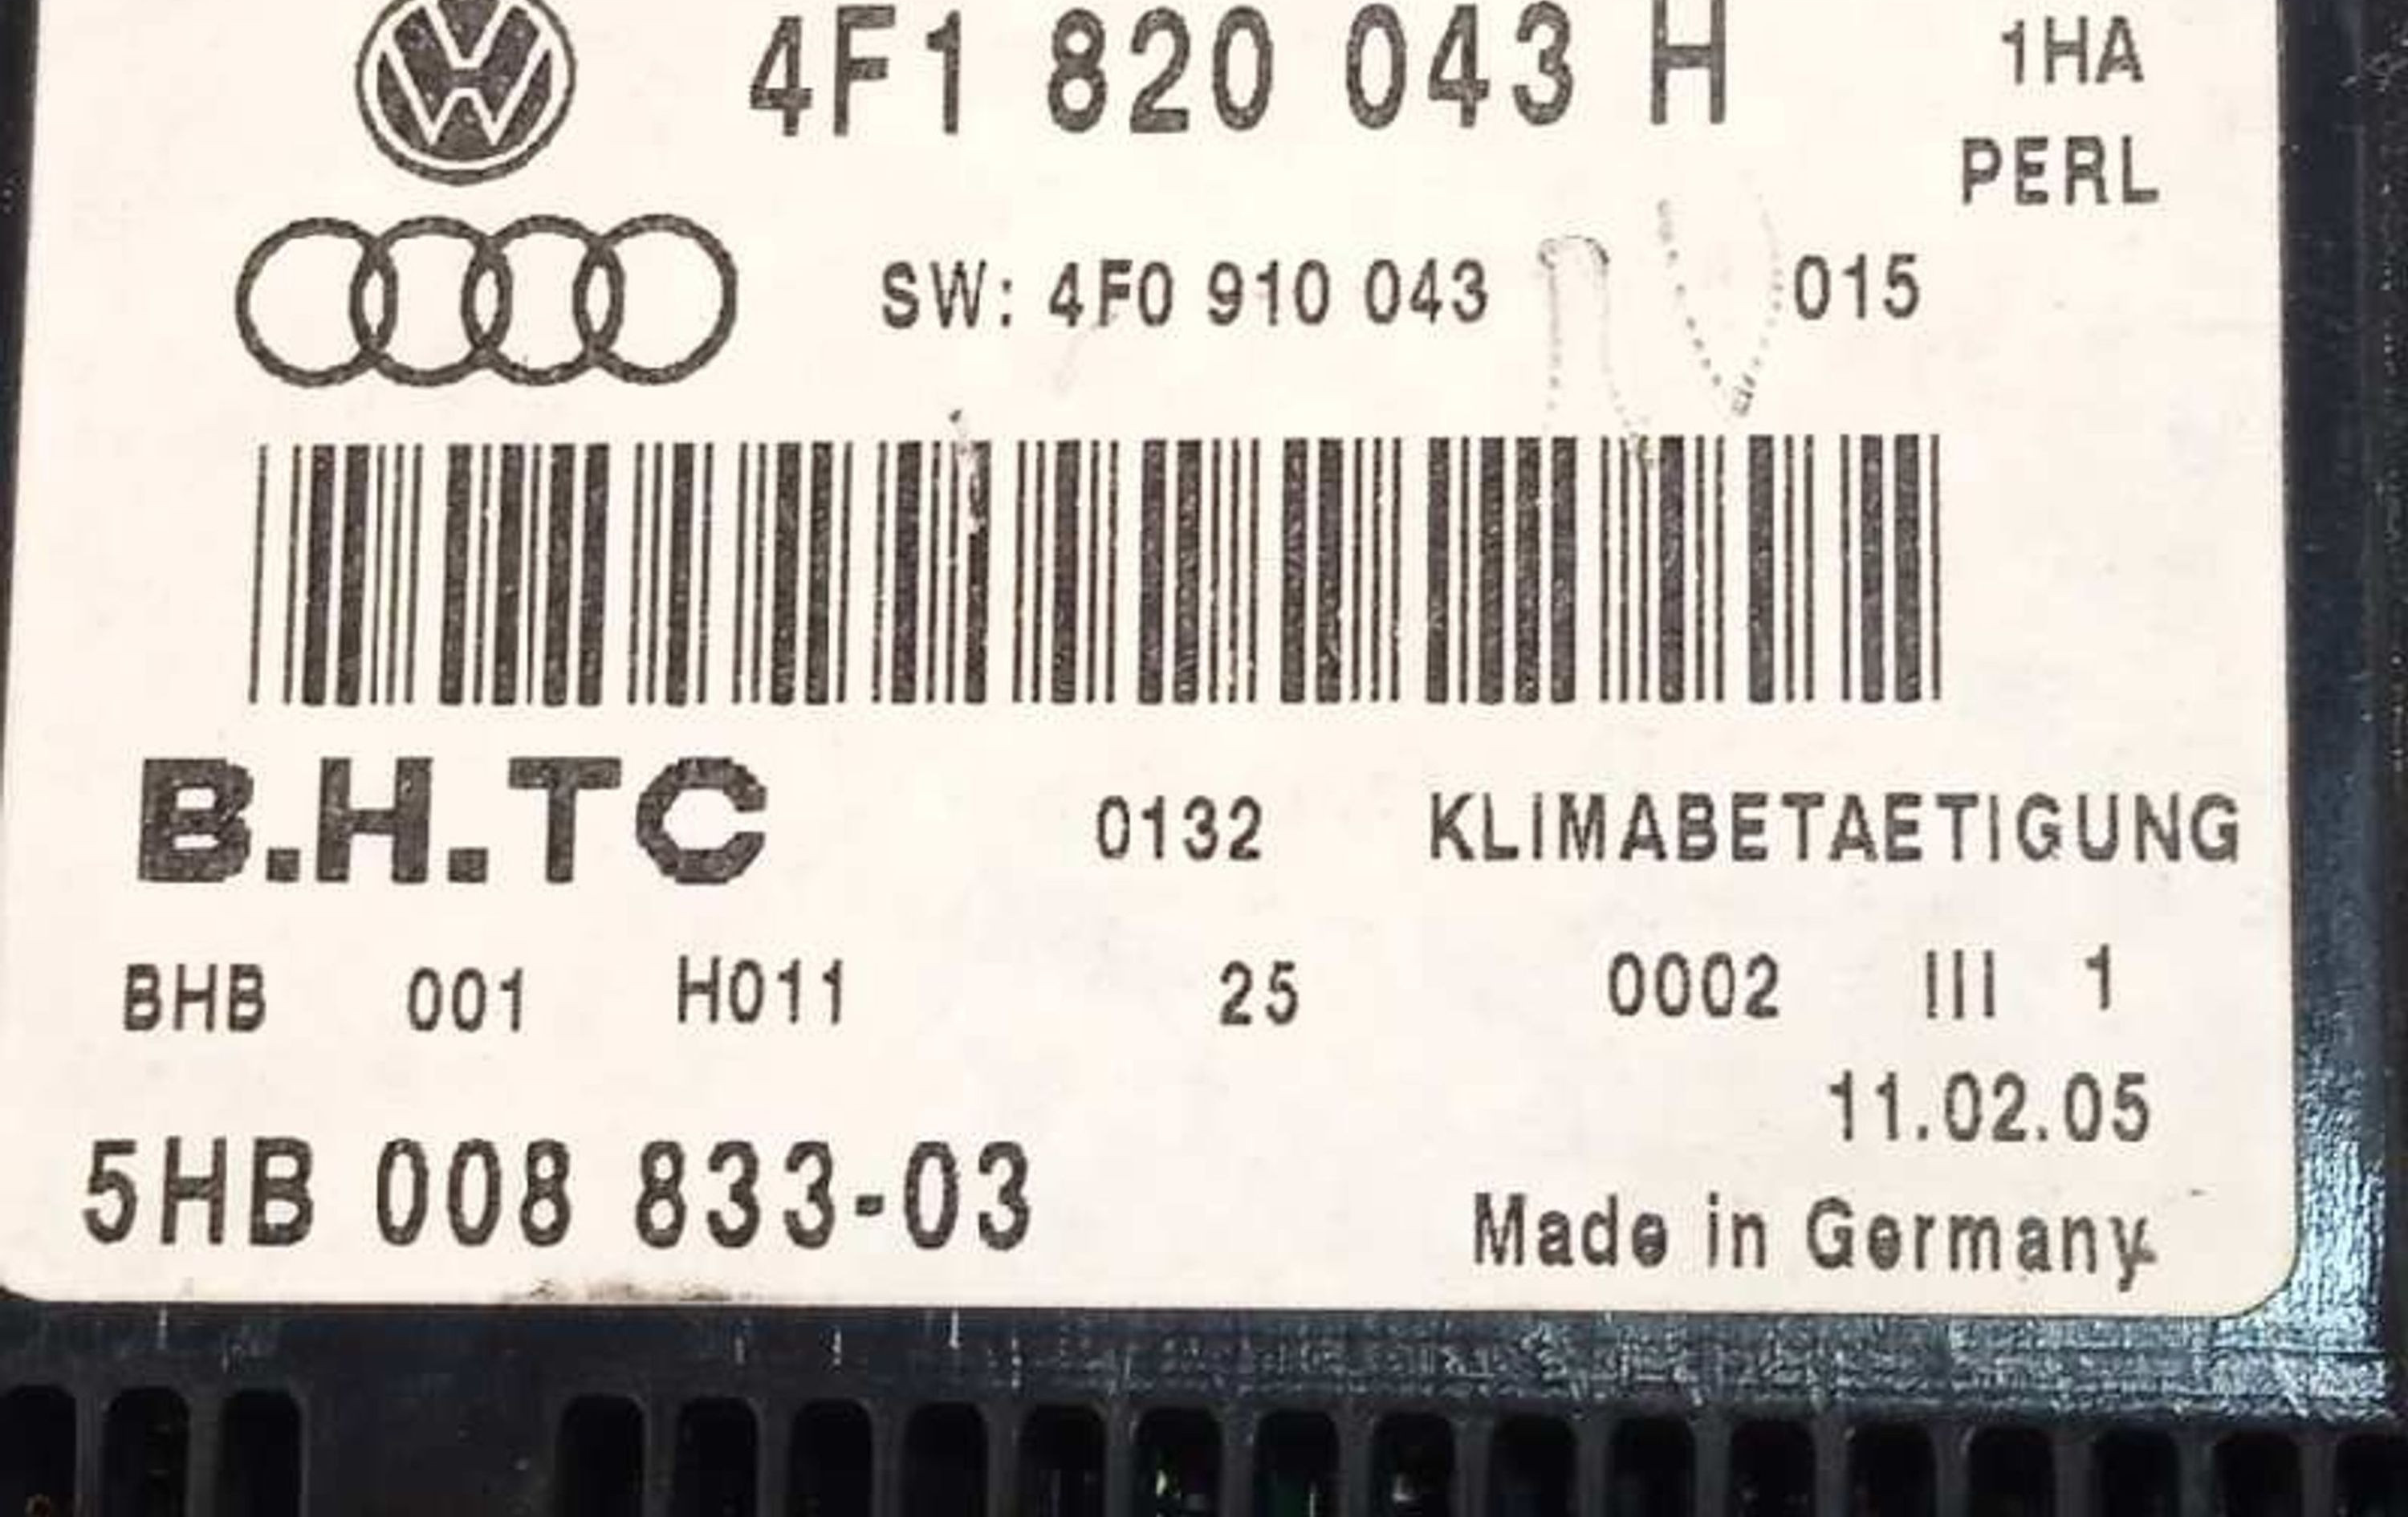 4F1 820 043 H 1HA
PERL
SW: 4F0 910 043 015
B.H.TC 0132 KLIMABETAETIGUNG
BHB 001 H011 25 0002 III 1
11.02.05
5HB 008 833-03
Made in Germany